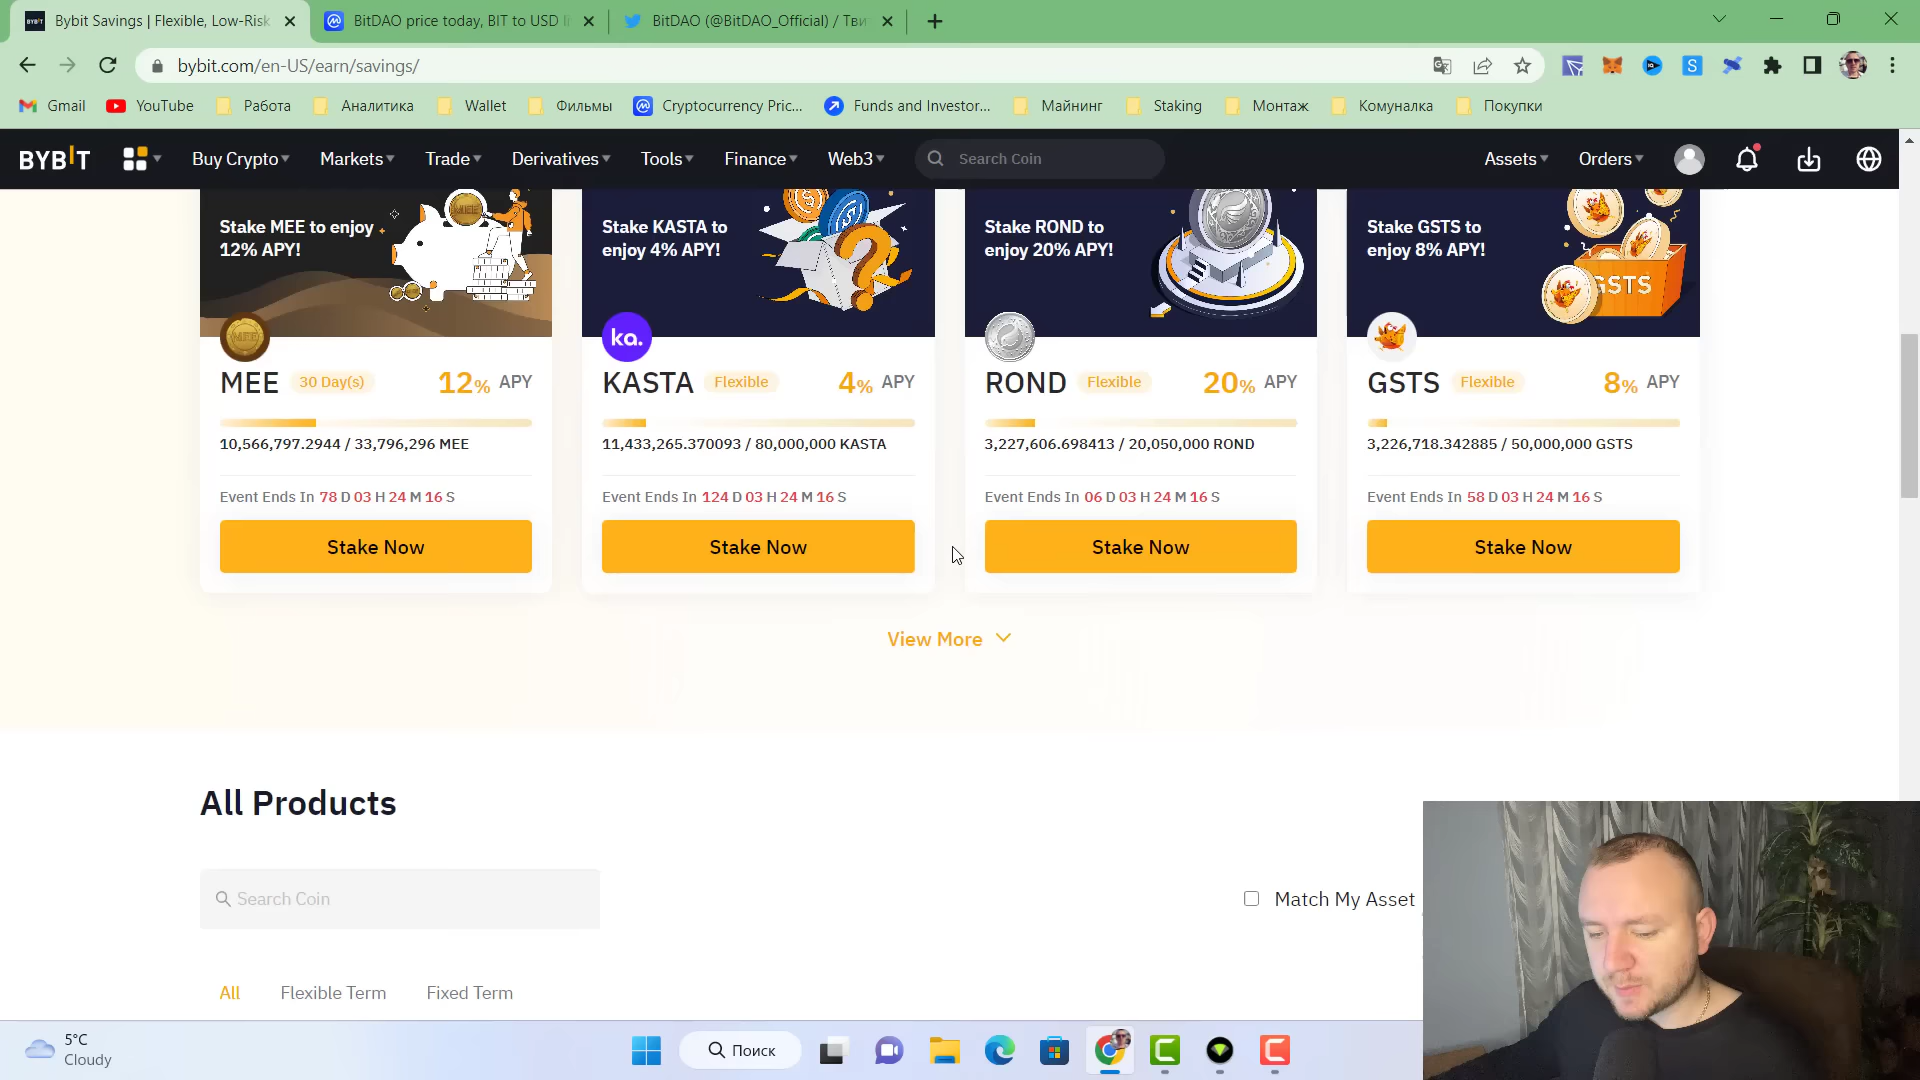 Bybit Savings | Flexible, Low-Risk
BitDAO price today, BIT to USD li
BitDAO (@BitDAO_Official) / Тви
bybit.com/en-US/earn/savings/
Gmail
YouTube
Работа
Аналитика
Wallet
Фильмы
Cryptocurrency Pric...
Funds and Investor...
Майнинг
Staking
Монтаж
Комуналка
Покупки
BYBIT
Buy Crypto
Markets
Trade
Derivatives
Tools
Finance
Web3
Search Coin
Assets
Orders
Stake MEE to enjoy
12% APY!
MEE 30 Day(s) 12% APY
10,566,797.2944 / 33,796,296 MEE
Event Ends In 78 D 03 H 24 M 16 S
Stake Now
Stake KASTA to
enjoy 4% APY!
ka.
KASTA Flexible 4% APY
11,433,265.370093 / 80,000,000 KASTA
Event Ends In 124 D 03 H 24 M 16 S
Stake Now
Stake ROND to
enjoy 20% APY!
ROND Flexible 20% APY
3,227,606.698413 / 20,050,000 ROND
Event Ends In 06 D 03 H 24 M 16 S
Stake Now
Stake GSTS to
enjoy 8% APY!
GSTS
GSTS Flexible 8% APY
3,226,718.342885 / 50,000,000 GSTS
Event Ends In 58 D 03 H 24 M 16 S
Stake Now
View More
All Products
Search Coin
Match My Asset
All
Flexible Term
Fixed Term
5°C
Cloudy
Поиск